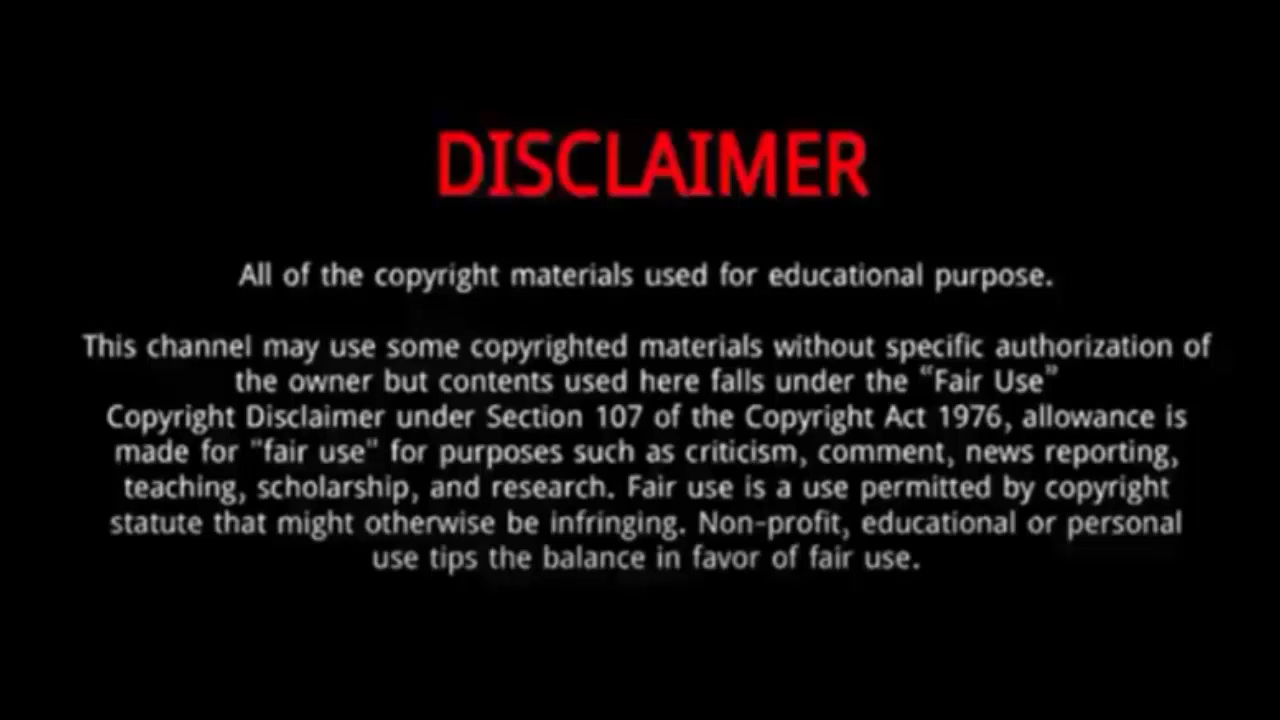 DISCLAIMER
All of the copyright materials used for educational purpose.
This channel may use some copyrighted materials without specific authorization of
the owner but contents used here falls under the “Fair Use”
Copyright Disclaimer under Section 107 of the Copyright Act 1976, allowance is
made for "fair use" for purposes such as criticism, comment, news reporting,
teaching, scholarship, and research. Fair use is a use permitted by copyright
statute that might otherwise be infringing. Non-profit, educational or personal
use tips the balance in favor of fair use.